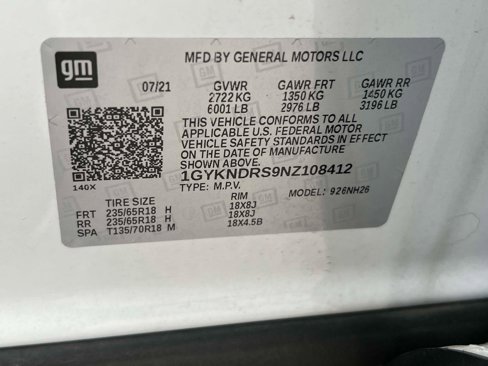 gm
MFD BY GENERAL MOTORS LLC
07/21 GVWR GAWR FRT GAWR RR
2722 KG 1350 KG 1450 KG
6001 LB 2976 LB 3196 LB
THIS VEHICLE CONFORMS TO ALL
APPLICABLE U.S. FEDERAL MOTOR
VEHICLE SAFETY STANDARDS IN EFFECT
ON THE DATE OF MANUFACTURE
SHOWN ABOVE.
1GYKNDRS9NZ108412
140X TYPE: M.P.V. MODEL: 926NH26
TIRE SIZE RIM
FRT 235/65R18 H 18X8J
RR 235/65R18 H 18X8J
SPA T135/70R18 M 18X4.5B